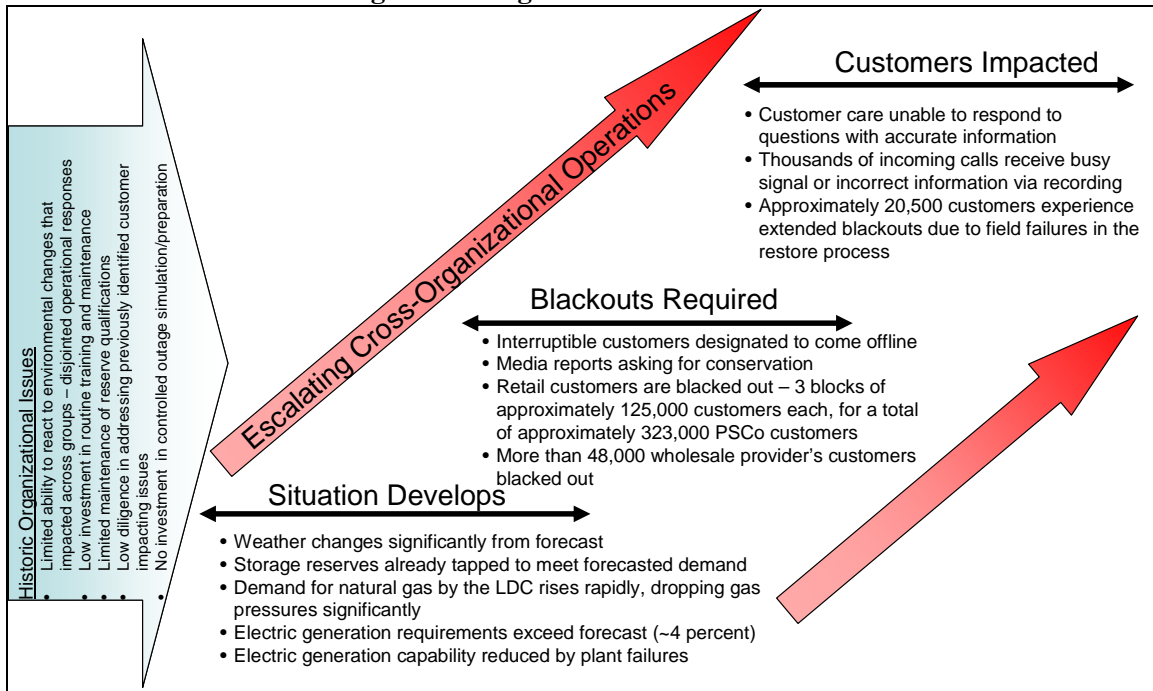 Historic Organizational Issues
• Limited ability to react to environmental changes that
impacted across groups – disjointed operational responses
• Low investment in routine training and maintenance
• Limited maintenance of reserve qualifications
• Low diligence in addressing previously identified customer
impacting issues
• No investment in controlled outage simulation/preparation
Escalating Cross-Organizational Operations
Situation Develops
• Weather changes significantly from forecast
• Storage reserves already tapped to meet forecasted demand
• Demand for natural gas by the LDC rises rapidly, dropping gas
pressures significantly
• Electric generation requirements exceed forecast (~4 percent)
• Electric generation capability reduced by plant failures
Blackouts Required
• Interruptible customers designated to come offline
• Media reports asking for conservation
• Retail customers are blacked out – 3 blocks of
approximately 125,000 customers each, for a total
of approximately 323,000 PSCo customers
• More than 48,000 wholesale provider's customers
blacked out
Customers Impacted
• Customer care unable to respond to
questions with accurate information
• Thousands of incoming calls receive busy
signal or incorrect information via recording
• Approximately 20,500 customers experience
extended blackouts due to field failures in the
restore process